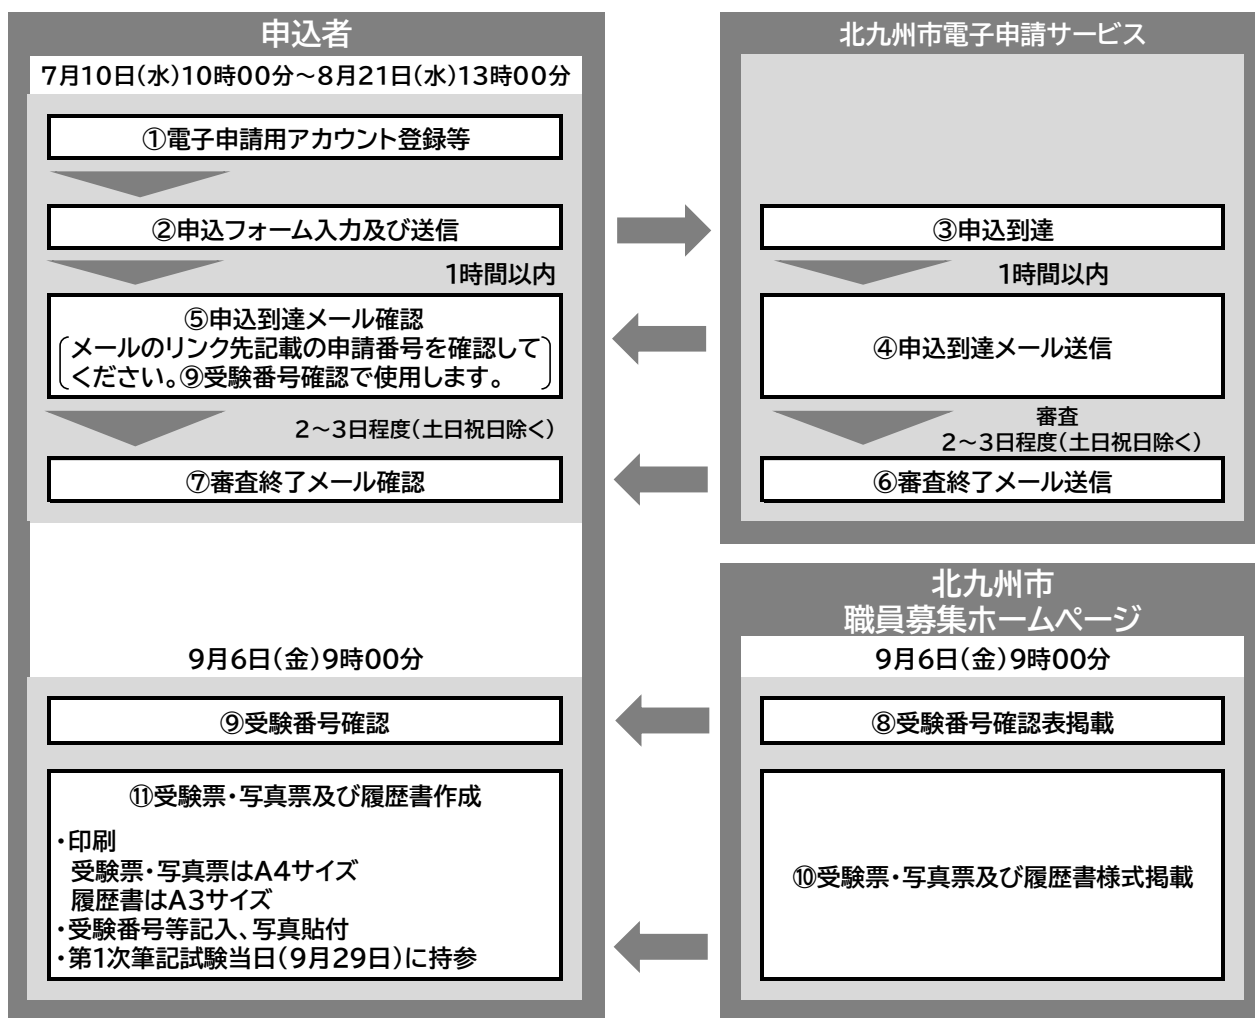 申込者
7月10日(水)10時00分～8月21日(水)13時00分
①電子申請用アカウント登録等
②申込フォーム入力及び送信
1時間以内
⑤申込到達メール確認
メールのリンク先記載の申請番号を確認して
ください。⑨受験番号確認で使用します。
2～3日程度(土日祝日除く)
⑦審査終了メール確認
9月6日(金)9時00分
⑨受験番号確認
⑪受験票・写真票及び履歴書作成
・印刷
受験票・写真票はA4サイズ
履歴書はA3サイズ
・受験番号等記入、写真貼付
・第1次筆記試験当日(9月29日)に持参
北九州市電子申請サービス
③申込到達
1時間以内
④申込到達メール送信
審査
2～3日程度(土日祝日除く)
⑥審査終了メール送信
北九州市
職員募集ホームページ
9月6日(金)9時00分
⑧受験番号確認表掲載
⑩受験票・写真票及び履歴書様式掲載